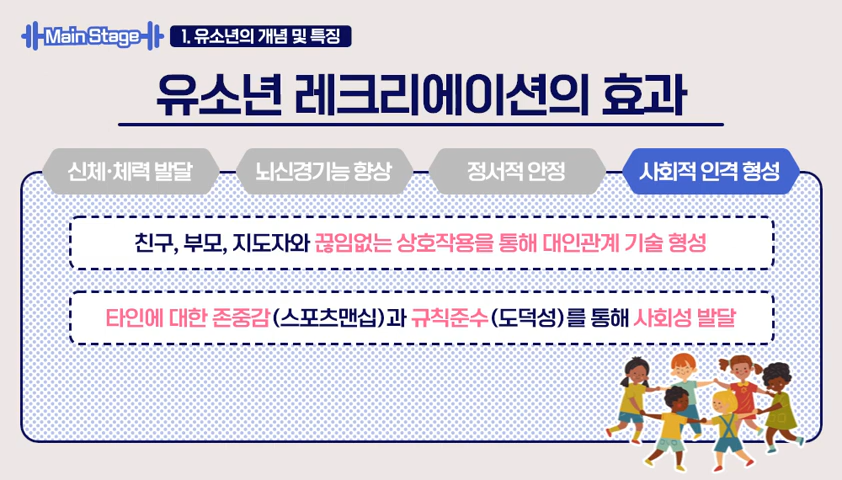 Main Stage
1. 유소년의 개념 및 특징
유소년 레크리에이션의 효과
신체·체력 발달
뇌신경기능 향상
정서적 안정
사회적 인격 형성
친구, 부모, 지도자와 끊임없는 상호작용을 통해 대인관계 기술 형성
타인에 대한 존중감(스포츠맨십)과 규칙준수(도덕성)를 통해 사회성 발달